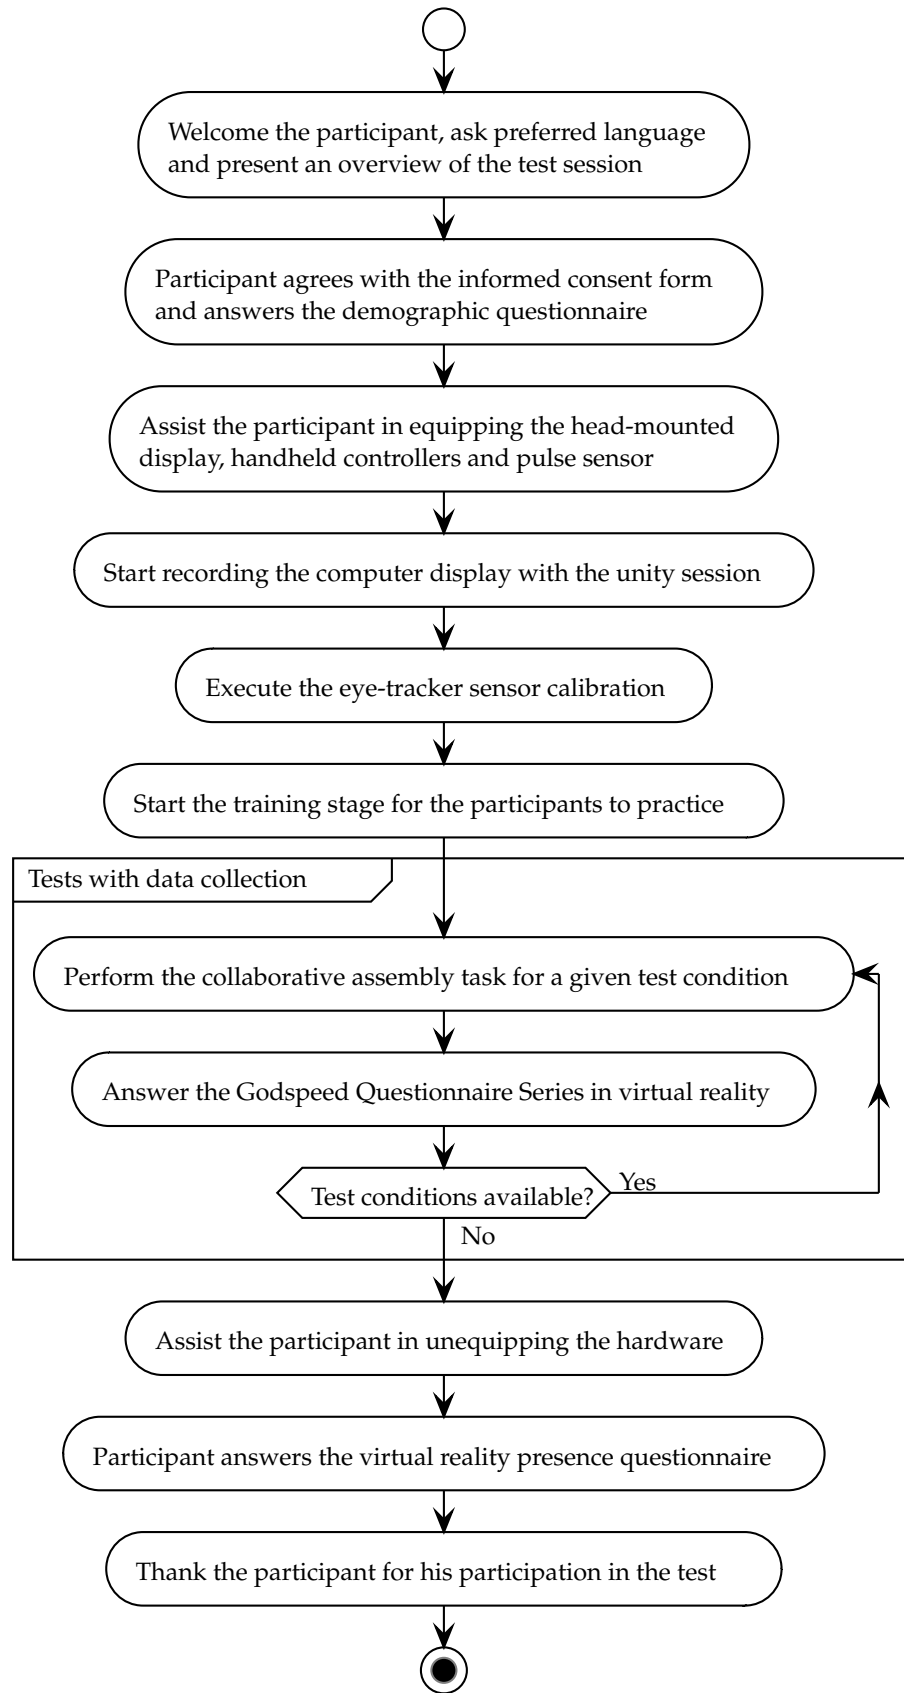 Welcome the participant, ask preferred language
and present an overview of the test session
Participant agrees with the informed consent form
and answers the demographic questionnaire
Assist the participant in equipping the head-mounted
display, handheld controllers and pulse sensor
Start recording the computer display with the unity session
Execute the eye-tracker sensor calibration
Start the training stage for the participants to practice
Tests with data collection
Perform the collaborative assembly task for a given test condition
Answer the Godspeed Questionnaire Series in virtual reality
Test conditions available?
Yes
No
Assist the participant in unequipping the hardware
Participant answers the virtual reality presence questionnaire
Thank the participant for his participation in the test